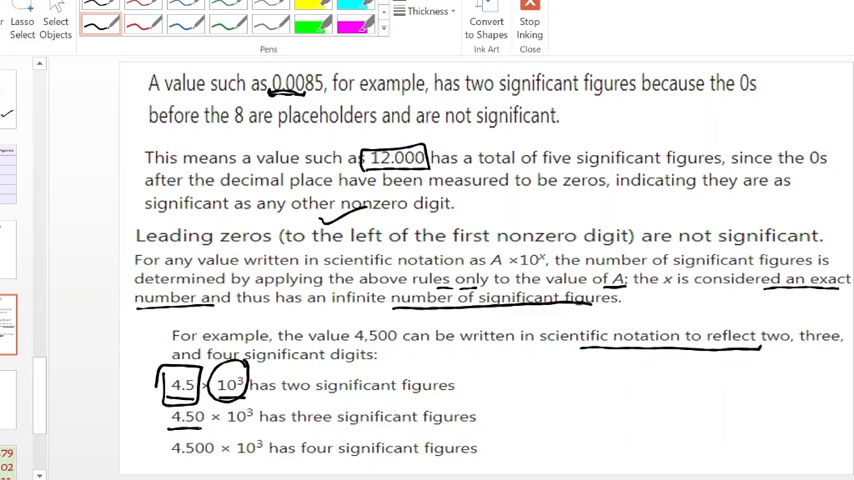 Lasso
Select
Select
Objects
Pens
Thickness
Convert
to Shapes
Ink Art
Stop
Inking
Close
A value such as 0.0085, for example, has two significant figures because the 0s
before the 8 are placeholders and are not significant.
This means a value such as 12.000 has a total of five significant figures, since the 0s
after the decimal place have been measured to be zeros, indicating they are as
significant as any other nonzero digit.
Leading zeros (to the left of the first nonzero digit) are not significant.
For any value written in scientific notation as A ×10ˣ, the number of significant figures is
determined by applying the above rules only to the value of A; the x is considered an exact
number and thus has an infinite number of significant figures.
For example, the value 4,500 can be written in scientific notation to reflect two, three,
and four significant digits:
4.5 × 10³ has two significant figures
4.50 × 10³ has three significant figures
4.500 × 10³ has four significant figures
79
02
11